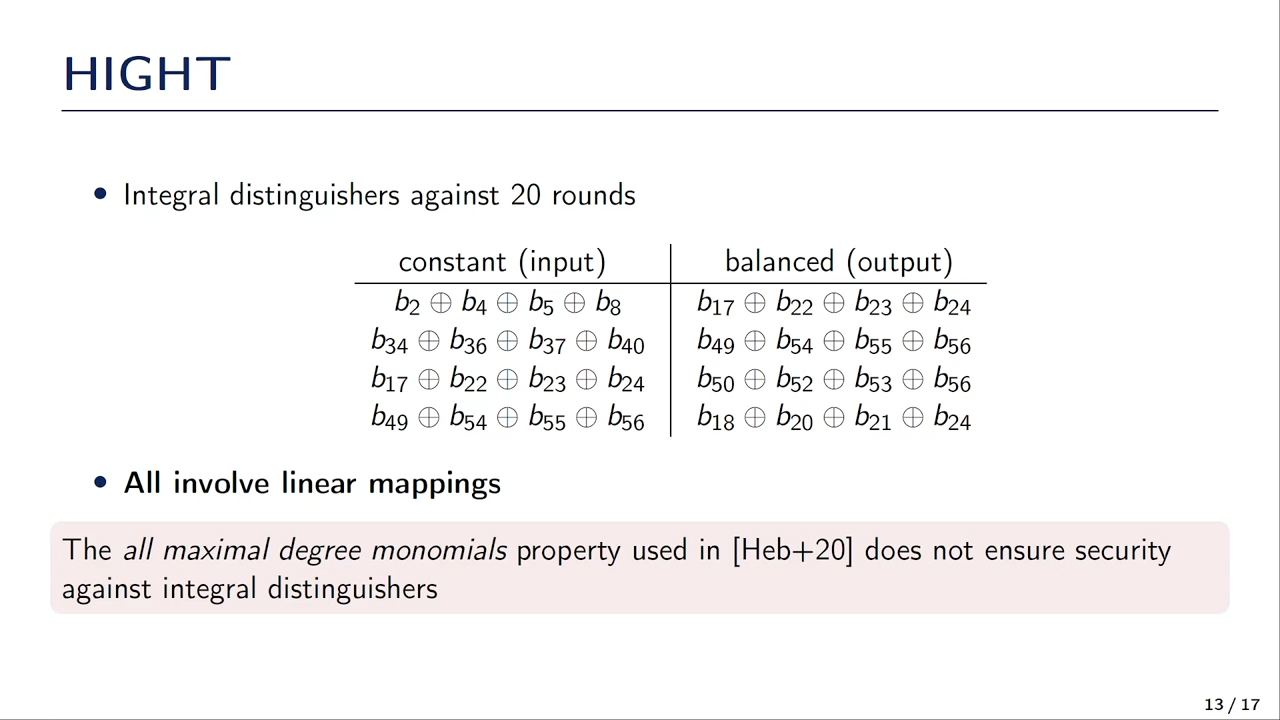 HIGHT
• Integral distinguishers against 20 rounds
constant (input) balanced (output)
b2 ⊕ b4 ⊕ b5 ⊕ b8 b17 ⊕ b22 ⊕ b23 ⊕ b24
b34 ⊕ b36 ⊕ b37 ⊕ b40 b49 ⊕ b54 ⊕ b55 ⊕ b56
b17 ⊕ b22 ⊕ b23 ⊕ b24 b50 ⊕ b52 ⊕ b53 ⊕ b56
b49 ⊕ b54 ⊕ b55 ⊕ b56 b18 ⊕ b20 ⊕ b21 ⊕ b24
• All involve linear mappings
The all maximal degree monomials property used in [Heb+20] does not ensure security
against integral distinguishers
13 / 17